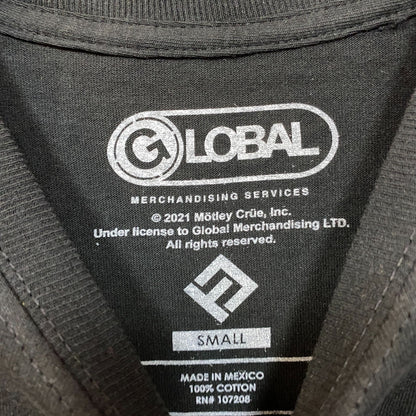 GLOBAL
MERCHANDISING SERVICES
© 2021 Mötley Crüe, Inc.
Under license to Global Merchandising LTD.
All rights reserved.
SMALL
MADE IN MEXICO
100% COTTON
RN# 107208